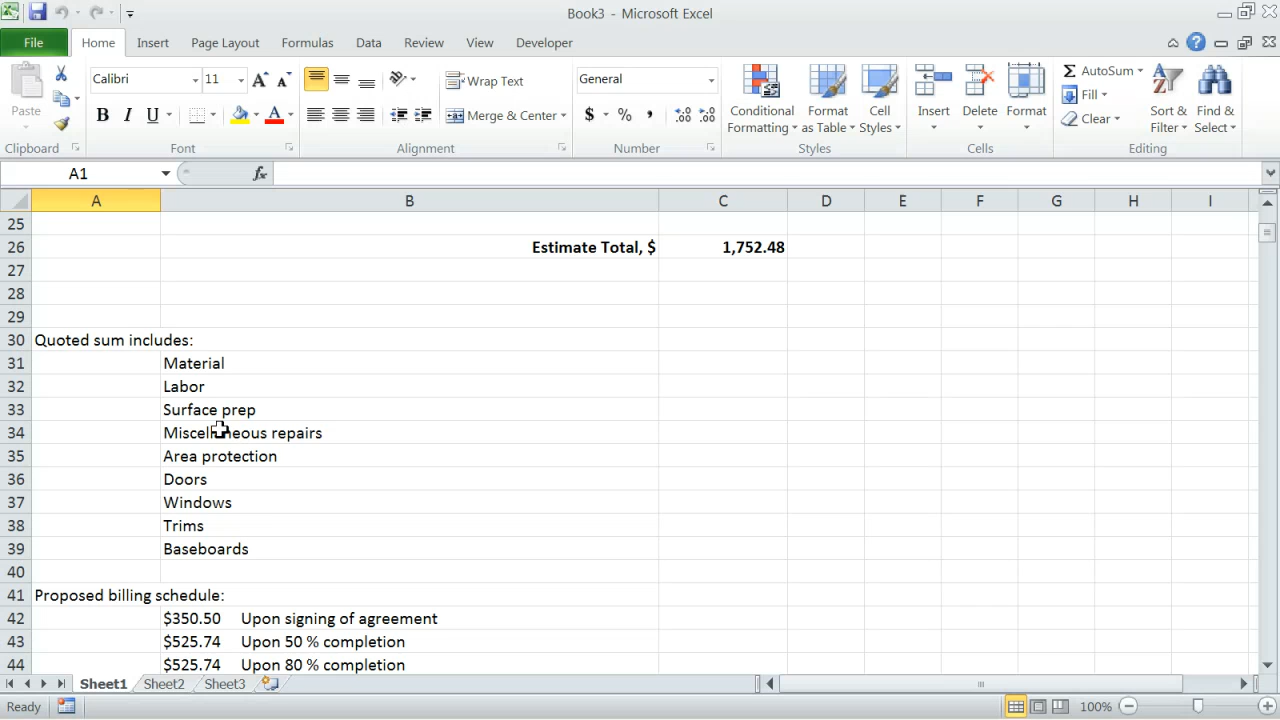 Book3 - Microsoft Excel
File Home Insert Page Layout Formulas Data Review View Developer
Paste
Clipboard
Calibri 11
B I U
Font
Wrap Text
Merge & Center
Alignment
General
$ % ,
Number
Conditional Formatting
Format as Table
Cell Styles
Styles
Insert
Delete
Format
Cells
Σ AutoSum
Fill
Clear
Sort & Filter
Find & Select
Editing
A1 fx
A B C D E F G H I
25
26 Estimate Total, $ 1,752.48
27
28
29
30 Quoted sum includes:
31 Material
32 Labor
33 Surface prep
34 Miscellaneous repairs
35 Area protection
36 Doors
37 Windows
38 Trims
39 Baseboards
40
41 Proposed billing schedule:
42 $350.50 Upon signing of agreement
43 $525.74 Upon 50 % completion
44 $525.74 Upon 80 % completion
Sheet1 Sheet2 Sheet3
Ready 100%